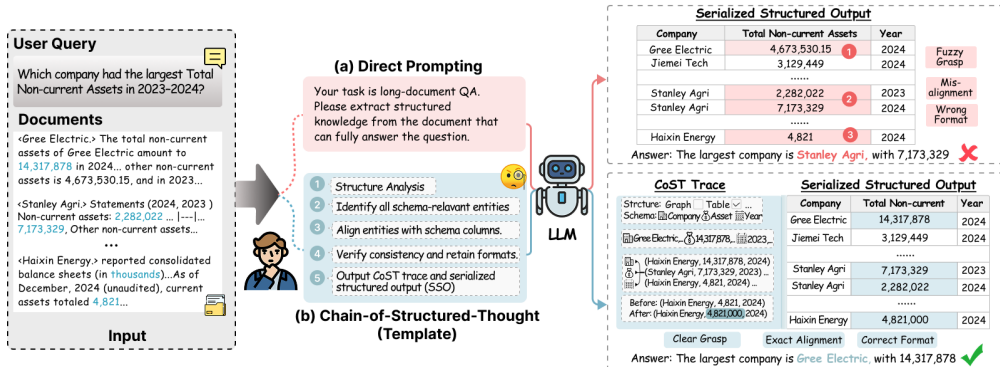 User Query
Which company had the largest Total
Non-current Assets in 2023–2024?
Documents
<Gree Electric.> The total non-current
assets of Gree Electric amount to
14,317,878 in 2024... other non-current
assets is 4,673,530.15, and in 2023...
<Stanley Agri.> Statements (2024, 2023 )
Non-current assets: 2,282,022 ... |---|...
7,173,329, Other non-current assets...
...
<Haixin Energy.> reported consolidated
balance sheets (in thousands)...As of
December, 2024 (unaudited), current
assets totaled 4,821...
Input
(a) Direct Prompting
Your task is long-document QA.
Please extract structured
knowledge from the document that
can fully answer the question.
1 Structure Analysis
2 Identify all schema-relavant entities
3 Align entities with schema columns.
4 Verify consistency and retain formats.
5 Output CoST trace and serialized
structured output (SSO)
(b) Chain-of-Structured-Thought
(Template)
LLM
Serialized Structured Output
Company Total Non-current Assets Year
Gree Electric 4,673,530.15 1 2024
Jiemei Tech 3,129,449 2024
......
Stanley Agri 2,282,022 2 2023
Stanley Agri 7,173,329 2024
......
Haixin Energy 4,821 3 2024
Fuzzy
Grasp
Mis-
alignment
Wrong
Format
Answer: The largest company is Stanley Agri, with 7,173,329
CoST Trace
Strcture: Graph Table ...
Schema: Company Asset Year
Gree Electric,.. 14,317,878,.. 2023,..
(Haixin Energy, 14,317,878, 2024) ...
(Stanley Agri, 7,173,329, 2023) ...
(Haixin Energy, 4,821, 2024) ...
Before: (Haixin Energy, 4,821, 2024)
After: (Haixin Energy, 4,821,000, 2024)
Serialized Structured Output
Company Total Non-current Year
Gree Electric 14,317,878 2024
Jiemei Tech 3,129,449 2024
......
Stanley Agri 7,173,329 2023
Stanley Agri 2,282,022 2024
......
Haixin Energy 4,821,000 2024
Clear Grasp Exact Alignment Correct Format
Answer: The largest company is Gree Electric, with 14,317,878